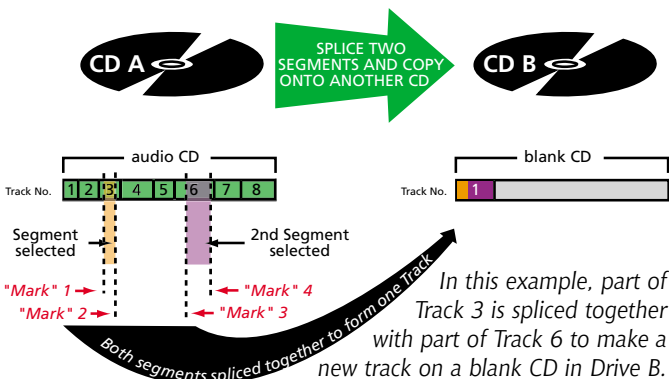 CD A
SPLICE TWO
SEGMENTS AND COPY
ONTO ANOTHER CD
CD B
audio CD
blank CD
Track No. 1 2 3 4 5 6 7 8
Track No. 1
Segment
selected
2nd Segment
selected
"Mark" 1
"Mark" 4
"Mark" 2
"Mark" 3
Both segments spliced together to form one Track
In this example, part of
Track 3 is spliced together
with part of Track 6 to make a
new track on a blank CD in Drive B.